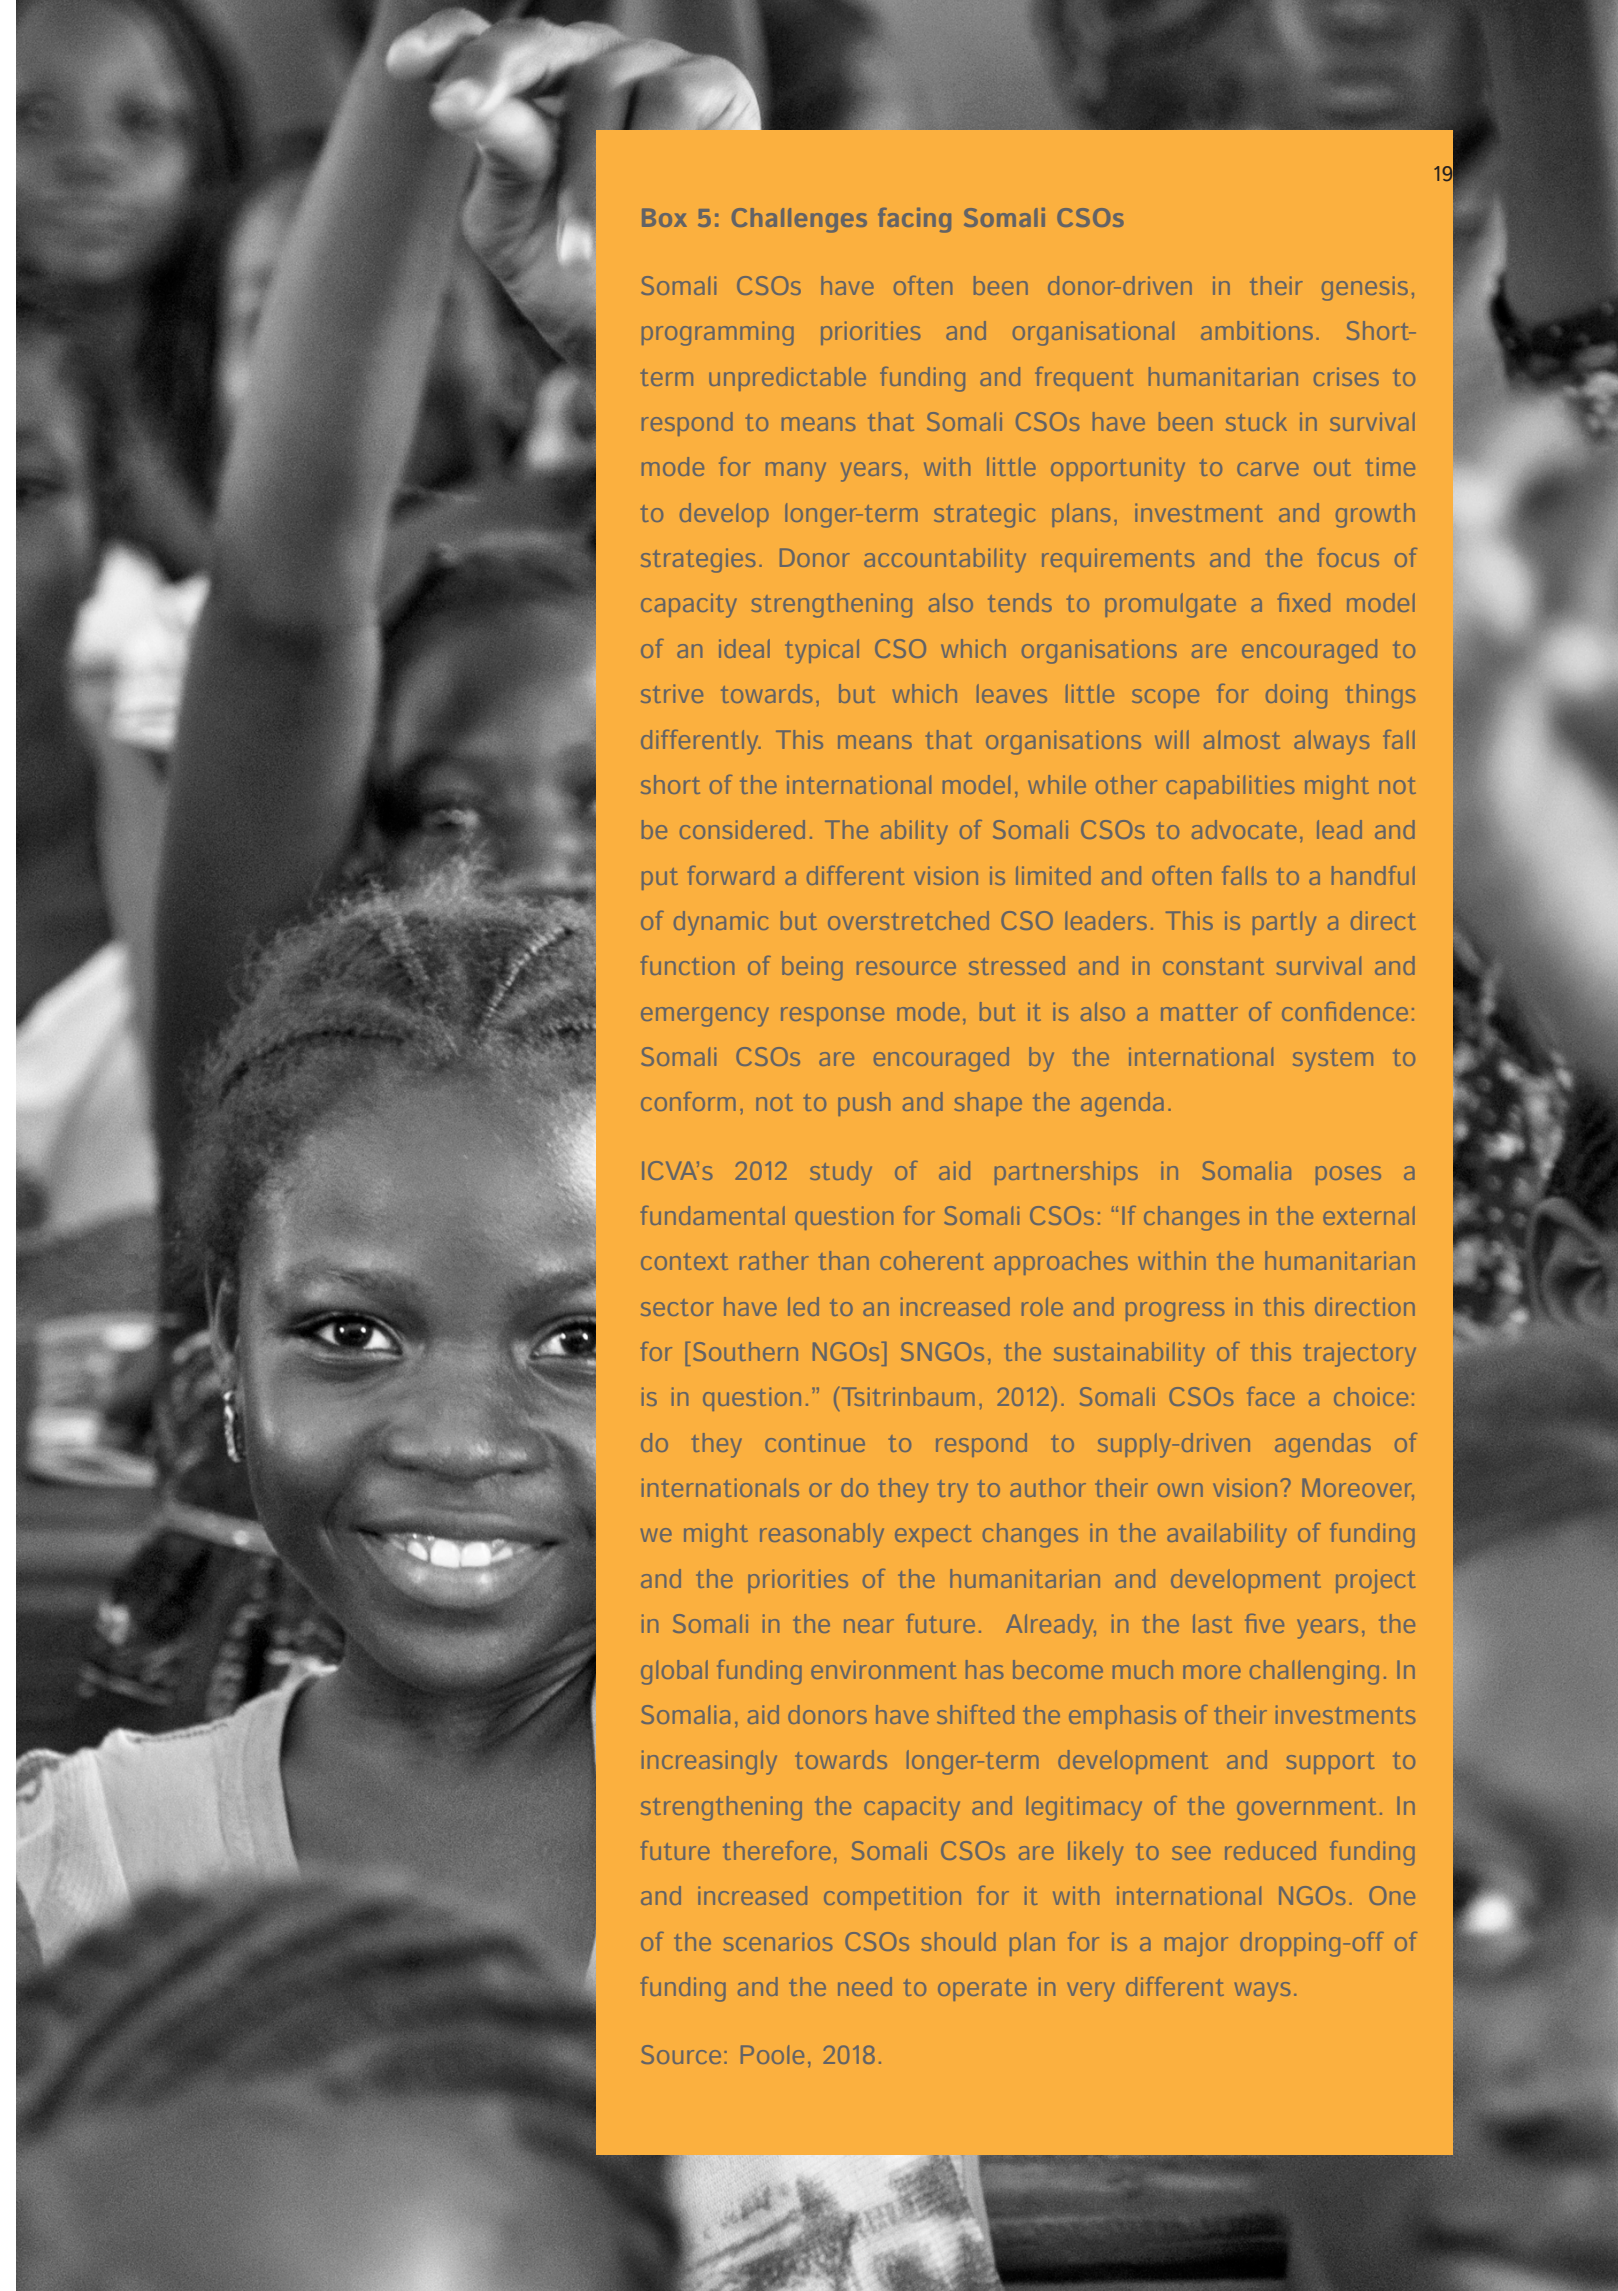 19
Box 5: Challenges facing Somali CSOs
Somali CSOs have often been donor-driven in their genesis,
programming priorities and organisational ambitions. Short-
term unpredictable funding and frequent humanitarian crises to
respond to means that Somali CSOs have been stuck in survival
mode for many years, with little opportunity to carve out time
to develop longer-term strategic plans, investment and growth
strategies. Donor accountability requirements and the focus of
capacity strengthening also tends to promulgate a fixed model
of an ideal typical CSO which organisations are encouraged to
strive towards, but which leaves little scope for doing things
differently. This means that organisations will almost always fall
short of the international model, while other capabilities might not
be considered. The ability of Somali CSOs to advocate, lead and
put forward a different vision is limited and often falls to a handful
of dynamic but overstretched CSO leaders. This is partly a direct
function of being resource stressed and in constant survival and
emergency response mode, but it is also a matter of confidence:
Somali CSOs are encouraged by the international system to
conform, not to push and shape the agenda.
ICVA’s 2012 study of aid partnerships in Somalia poses a
fundamental question for Somali CSOs: “If changes in the external
context rather than coherent approaches within the humanitarian
sector have led to an increased role and progress in this direction
for [Southern NGOs] SNGOs, the sustainability of this trajectory
is in question.” (Tsitrinbaum, 2012). Somali CSOs face a choice:
do they continue to respond to supply-driven agendas of
internationals or do they try to author their own vision? Moreover,
we might reasonably expect changes in the availability of funding
and the priorities of the humanitarian and development project
in Somali in the near future. Already, in the last five years, the
global funding environment has become much more challenging. In
Somalia, aid donors have shifted the emphasis of their investments
increasingly towards longer-term development and support to
strengthening the capacity and legitimacy of the government. In
future therefore, Somali CSOs are likely to see reduced funding
and increased competition for it with international NGOs. One
of the scenarios CSOs should plan for is a major dropping-off of
funding and the need to operate in very different ways.
Source: Poole, 2018.